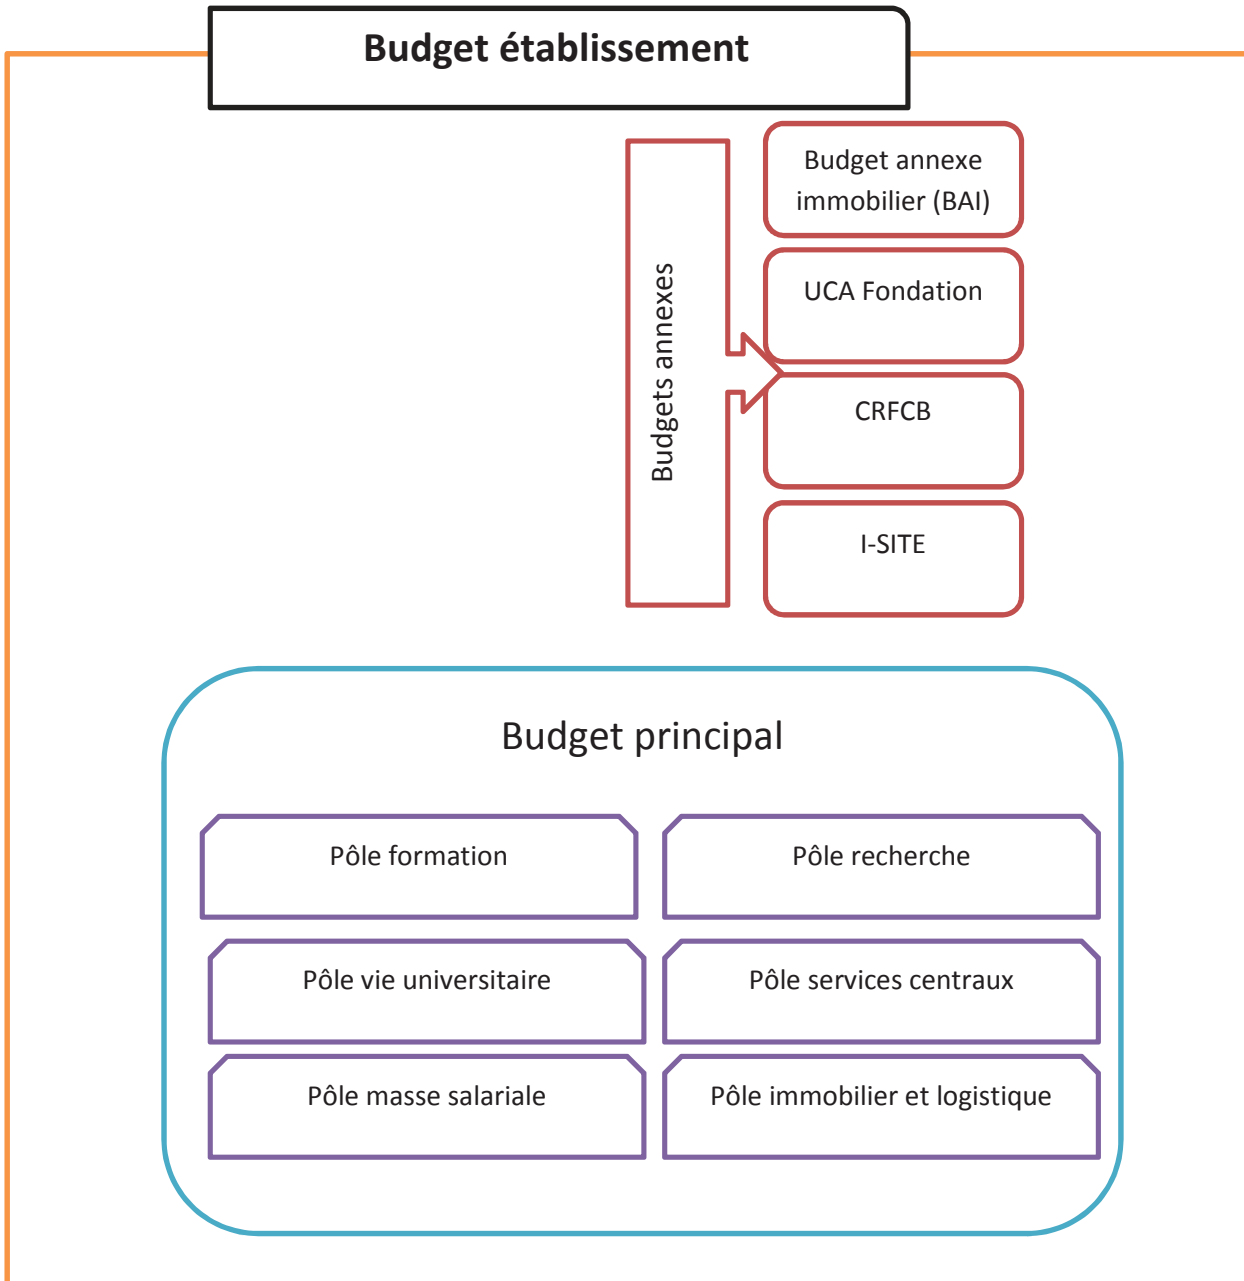 Budget établissement
Budgets annexes
Budget annexe
immobilier (BAI)
UCA Fondation
CRFCB
I-SITE
Budget principal
Pôle formation
Pôle recherche
Pôle vie universitaire
Pôle services centraux
Pôle masse salariale
Pôle immobilier et logistique